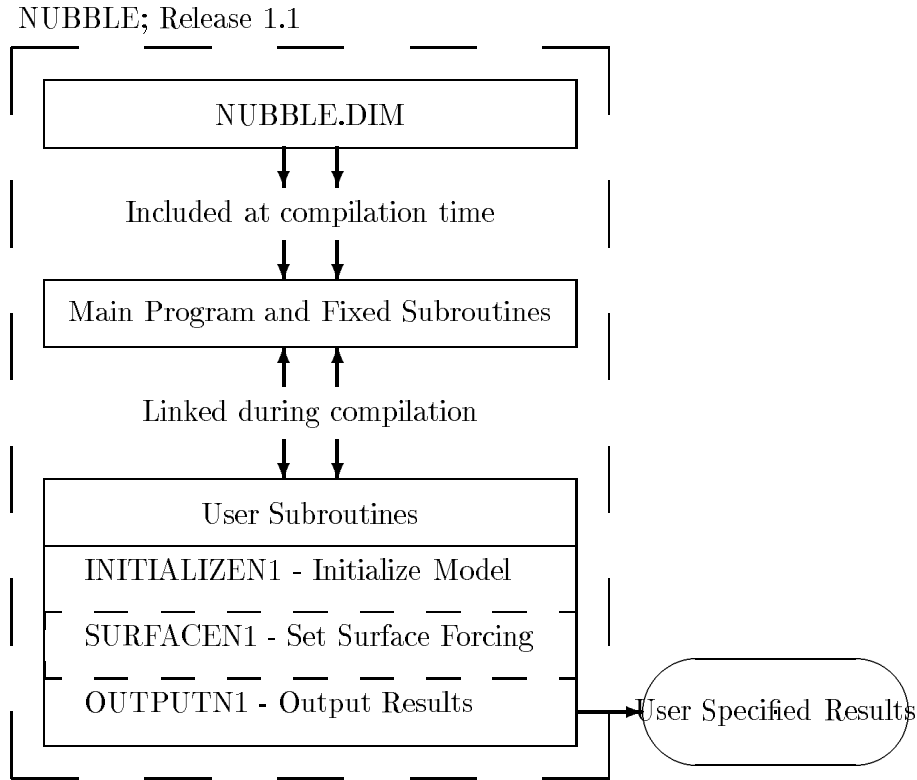 NUBBLE; Release 1.1
NUBBLE.DIM
Included at compilation time
Main Program and Fixed Subroutines
Linked during compilation
User Subroutines
INITIALIZEN1 - Initialize Model
SURFACEN1 - Set Surface Forcing
OUTPUTN1 - Output Results
User Specified Results